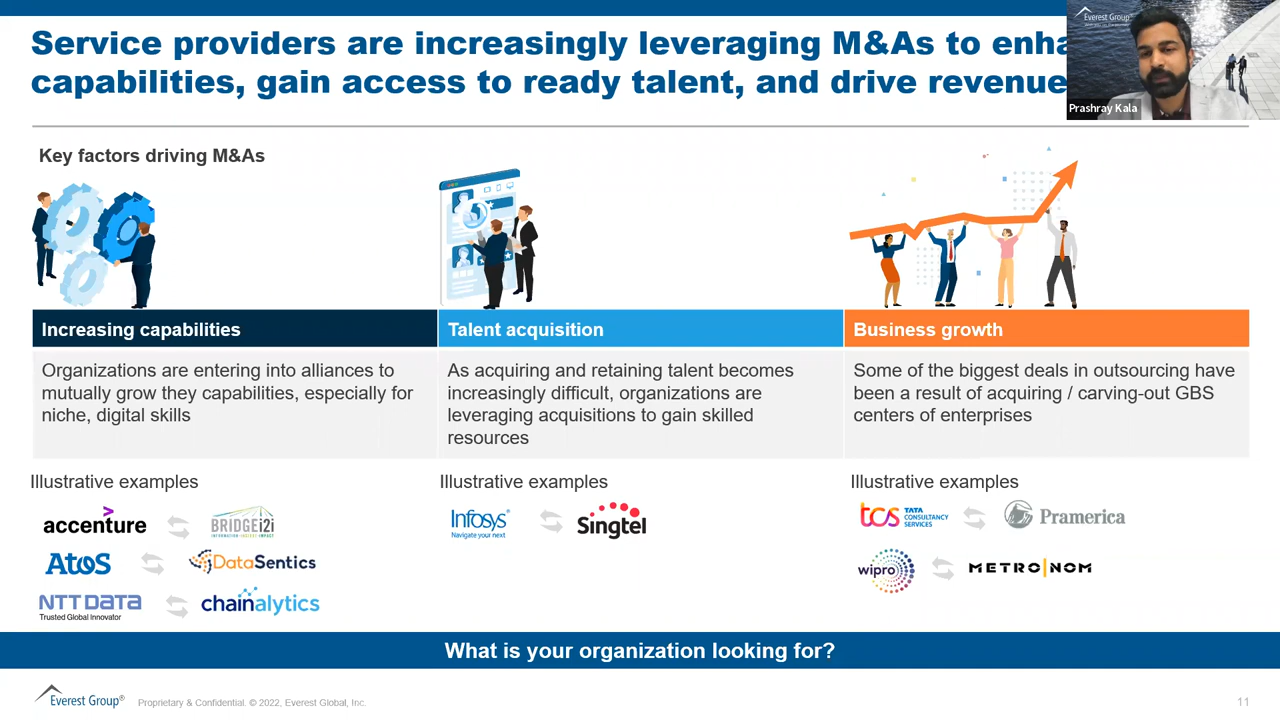 Service providers are increasingly leveraging M&As to enha
capabilities, gain access to ready talent, and drive revenue
Everest Group
Prashray Kala
Key factors driving M&As
Increasing capabilities
Organizations are entering into alliances to
mutually grow they capabilities, especially for
niche, digital skills
Talent acquisition
As acquiring and retaining talent becomes
increasingly difficult, organizations are
leveraging acquisitions to gain skilled
resources
Business growth
Some of the biggest deals in outsourcing have
been a result of acquiring / carving-out GBS
centers of enterprises
Illustrative examples
accenture
BRIDGEi2i
INFORMATION·INSIGHT·IMPACT
Atos
DataSentics
NTT DATA
Trusted Global Innovator
chainalytics
Illustrative examples
Infosys®
Navigate your next
Singtel
Illustrative examples
tcs TATA
CONSULTANCY
SERVICES
Pramerica
wipro
METRO|NOM
What is your organization looking for?
Everest Group® Proprietary & Confidential. © 2022, Everest Global, Inc.
11